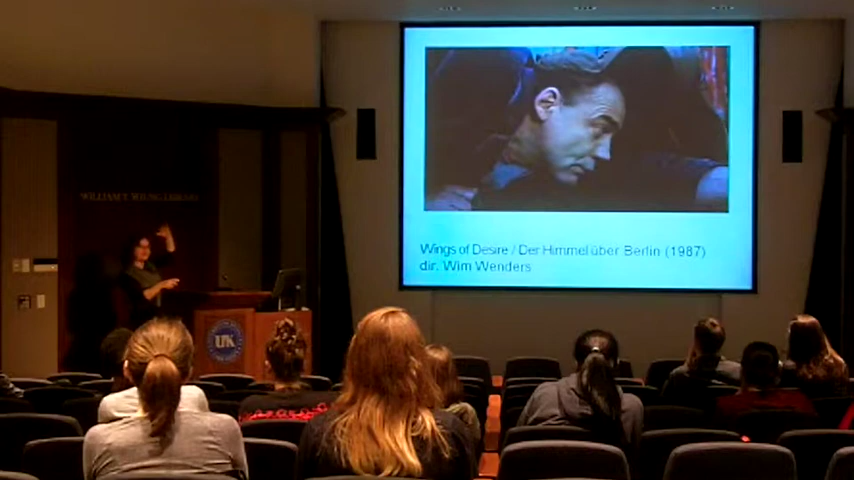 WILLIAM T. YOUNG LIBRARY
Wings of Desire / Der Himmel über Berlin (1987)
dir. Wim Wenders
UK